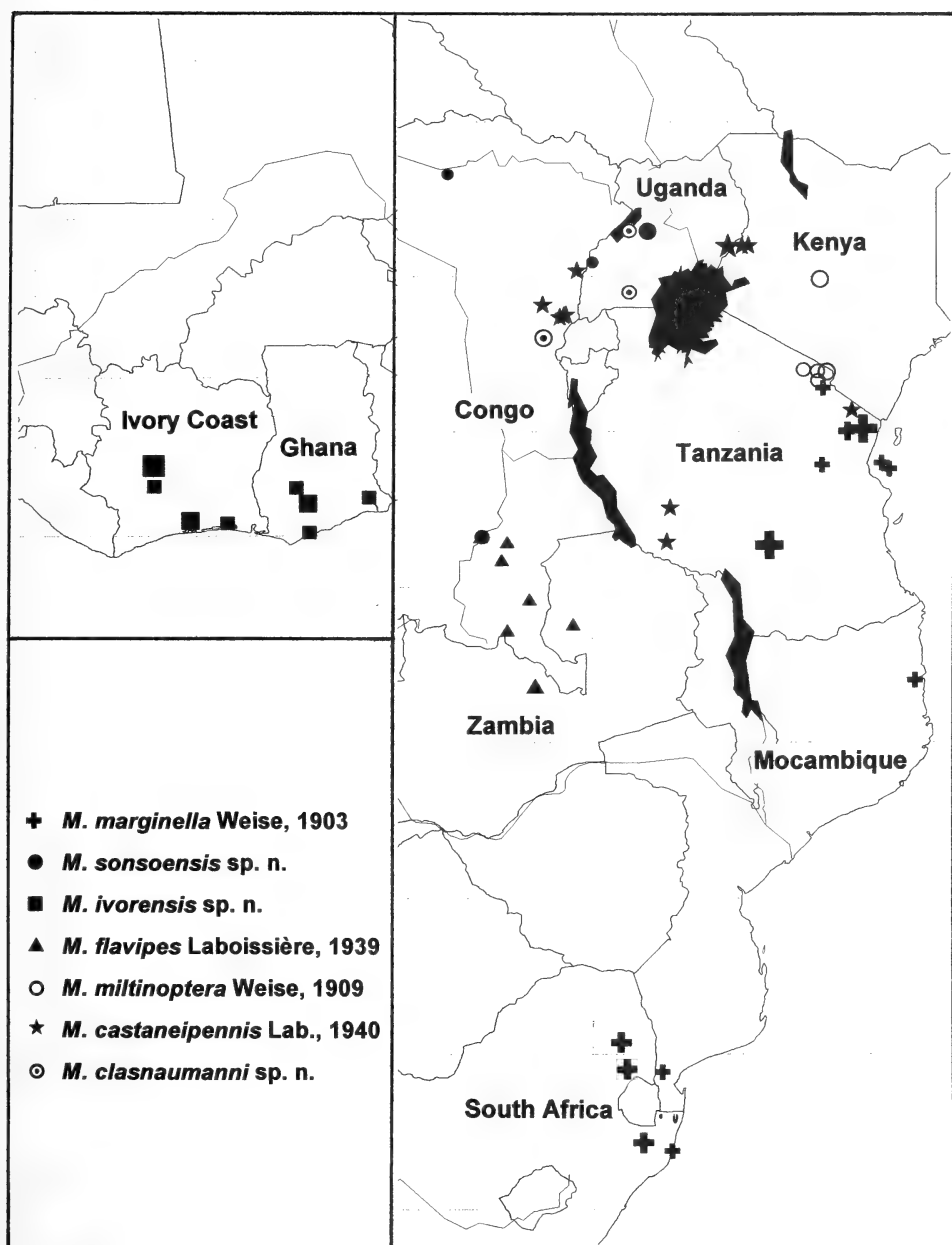 Ivory Coast
Ghana
Uganda
Kenya
Congo
Tanzania
Zambia
Mocambique
South Africa
M. marginella Weise, 1903
M. sonsoensis sp. n.
M. ivorensis sp. n.
M. flavipes Laboissière, 1939
M. miltinoptera Weise, 1909
M. castaneipennis Lab., 1940
M. clasnaumanni sp. n.